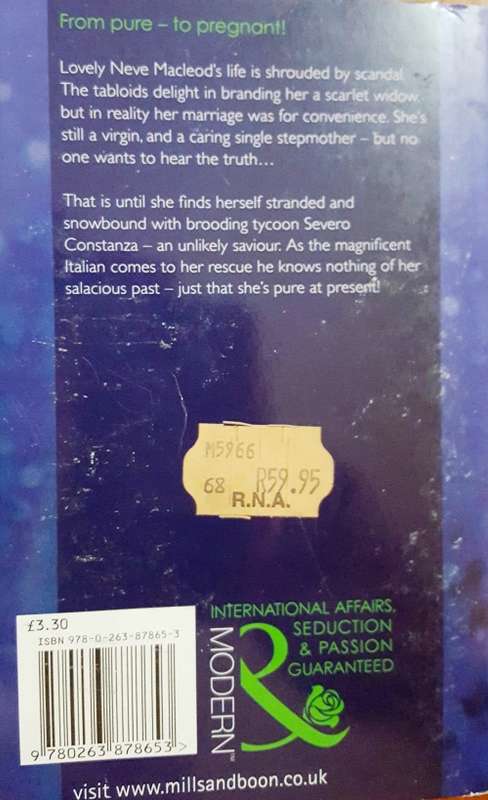 From pure – to pregnant!
Lovely Neve Macleod's life is shrouded by scandal.
The tabloids delight in branding her a scarlet widow,
but in reality her marriage was for convenience. She's
still a virgin, and a caring single stepmother – but no
one wants to hear the truth…
That is until she finds herself stranded and
snowbound with brooding tycoon Severo
Constanza – an unlikely saviour. As the magnificent
Italian comes to her rescue he knows nothing of her
salacious past – just that she's pure at present!
M5966
68 R59.95
R.N.A.
£3.30
ISBN 978-0-263-87865-3
9 780263 878653 >
INTERNATIONAL AFFAIRS,
SEDUCTION
& PASSION
GUARANTEED
MODERN™
visit www.millsandboon.co.uk